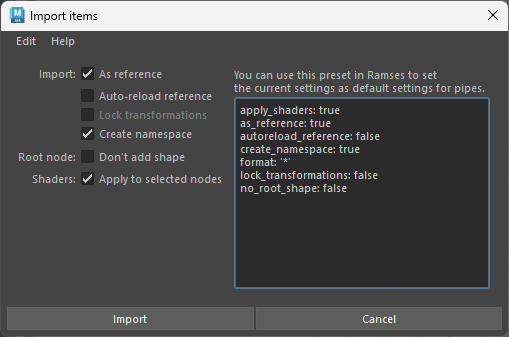 Import items
Edit Help
Import: As reference
Auto-reload reference
Lock transformations
Create namespace
Root node: Don't add shape
Shaders: Apply to selected nodes
You can use this preset in Ramses to set
the current settings as default settings for pipes.
apply_shaders: true
as_reference: true
autoreload_reference: false
create_namespace: true
format: '*'
lock_transformations: false
no_root_shape: false
Import Cancel